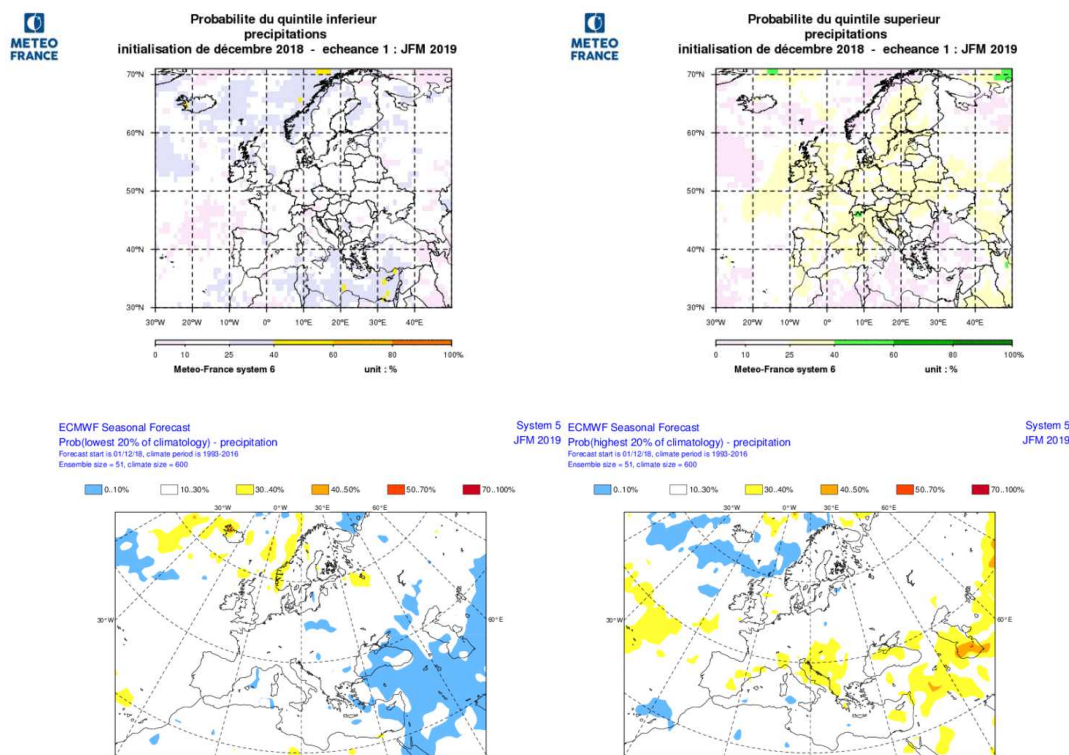 METEO
FRANCE
Probabilite du quintile inferieur
precipitations
initialisation de décembre 2018 - echeance 1 : JFM 2019
70°N
60°N
50°N
40°N
30°N
30°W 20°W 10°W 0° 10°E 20°E 30°E 40°E
0 10 25 40 60 80 100%
Meteo-France system 6 unit : %
METEO
FRANCE
Probabilite du quintile superieur
precipitations
initialisation de décembre 2018 - echeance 1 : JFM 2019
70°N
60°N
50°N
40°N
30°N
30°W 20°W 10°W 0° 10°E 20°E 30°E 40°E
0 10 25 40 60 80 100%
Meteo-France system 6 unit : %
ECMWF Seasonal Forecast System 5
Prob(lowest 20% of climatology) - precipitation JFM 2019
Forecast start is 01/12/18, climate period is 1993-2016
Ensemble size = 51, climate size = 600
0..10% 10..30% 30..40% 40..50% 50..70% 70..100%
30°W 0°W 30°E 60°E
30°W 60°E
ECMWF Seasonal Forecast System 5
Prob(highest 20% of climatology) - precipitation JFM 2019
Forecast start is 01/12/18, climate period is 1993-2016
Ensemble size = 51, climate size = 600
0..10% 10..30% 30..40% 40..50% 50..70% 70..100%
30°W 0°W 30°E 60°E
30°W 60°E